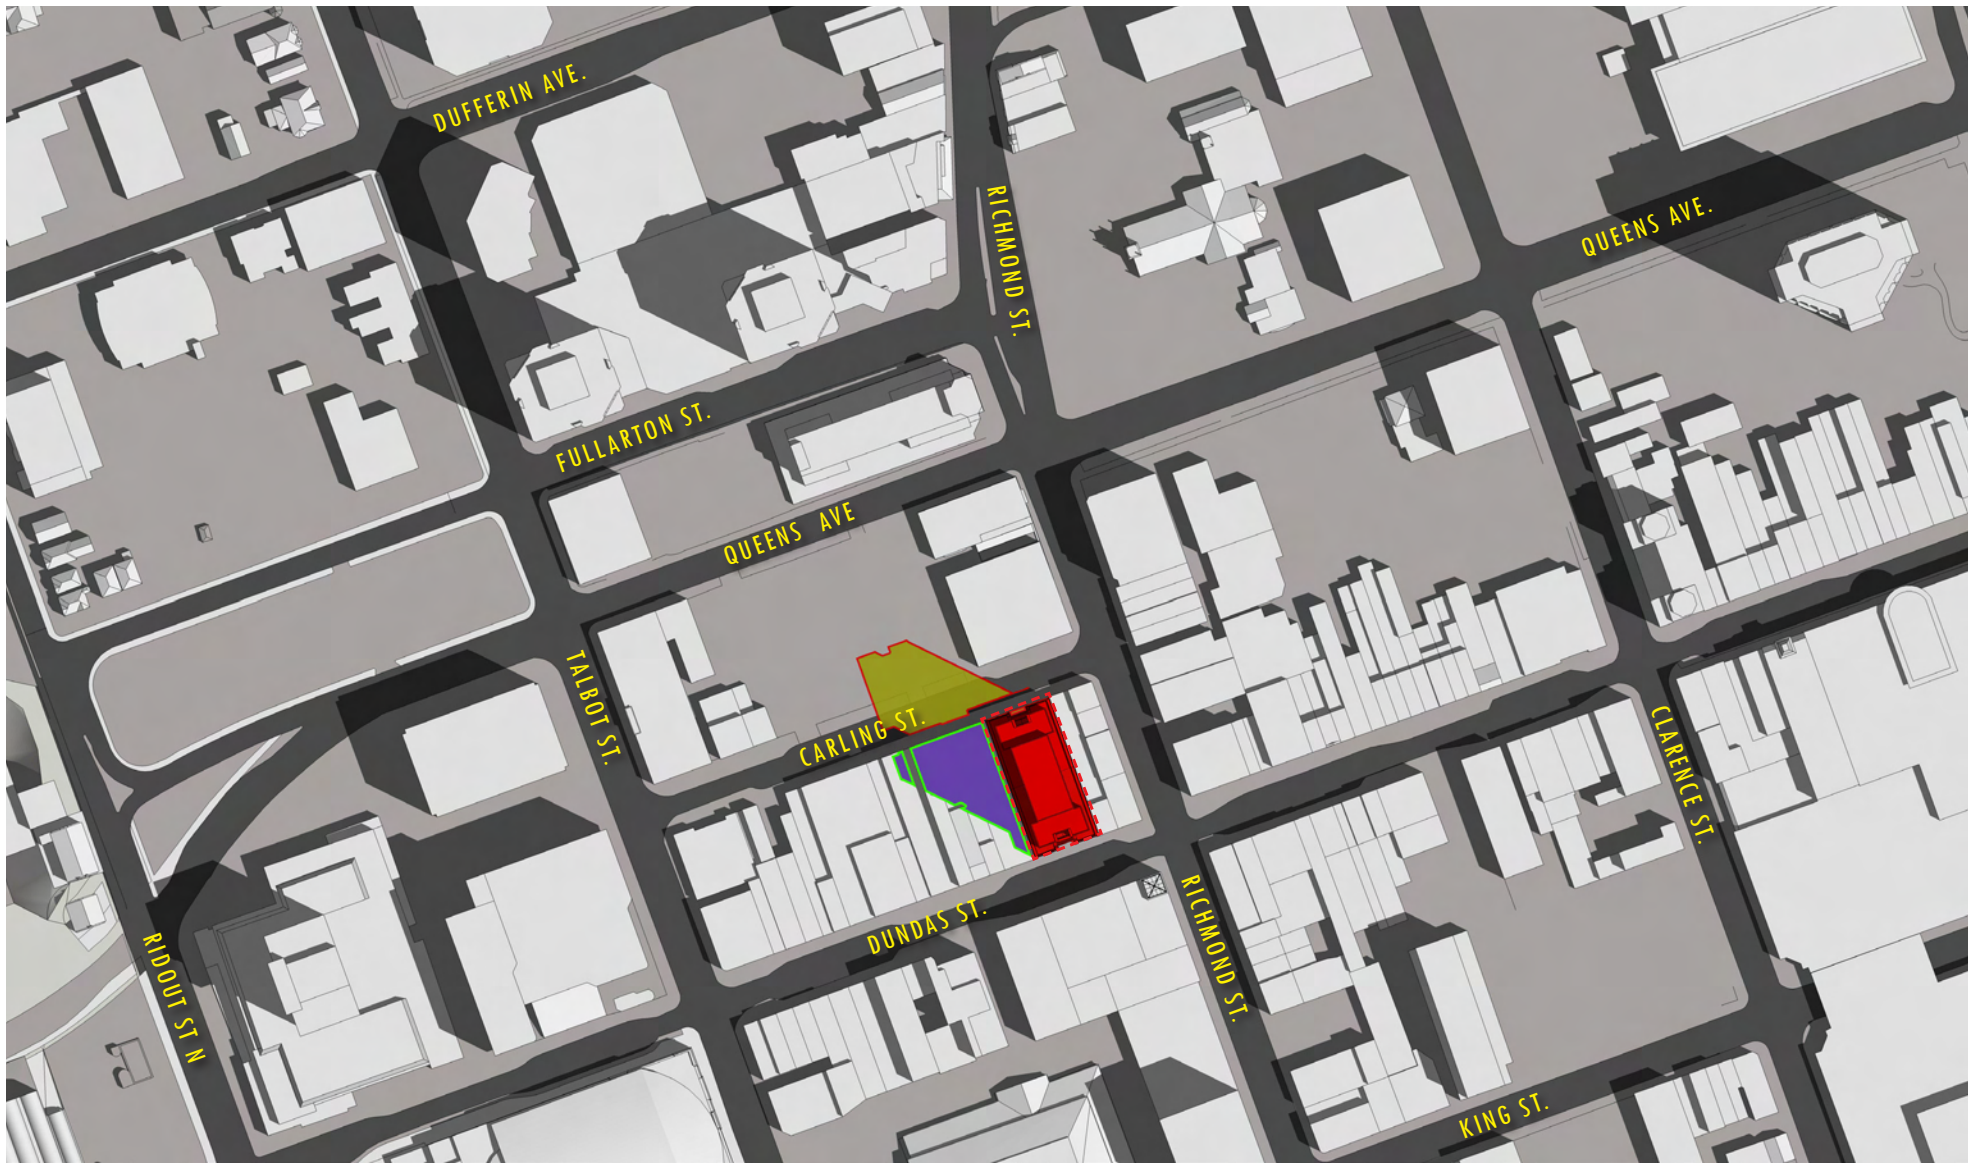 DUFFERIN AVE.
RICHMOND ST.
QUEENS AVE.
FULLARTON ST.
QUEENS AVE
TALBOT ST.
CARLING ST.
CLARENCE ST.
DUNDAS ST.
RICHMOND ST.
RIDOUT ST N
KING ST.